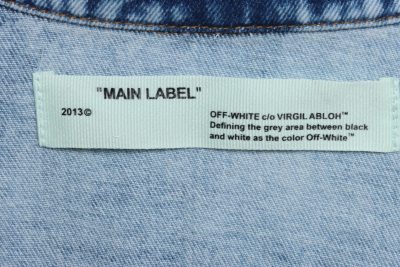 "MAIN LABEL"
2013©
OFF-WHITE c/o VIRGIL ABLOH™
Defining the grey area between black
and white as the color Off-White™